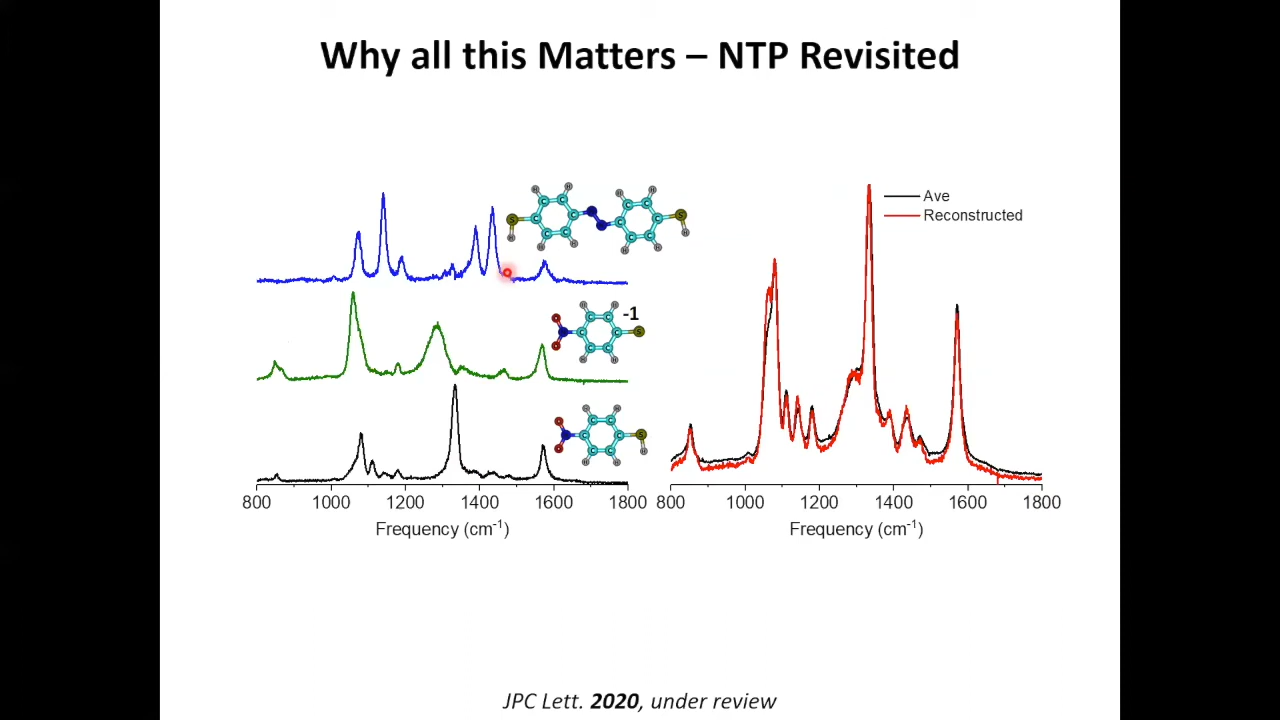 Why all this Matters – NTP Revisited
-1
800 1000 1200 1400 1600 1800
Frequency (cm-1)
Ave
Reconstructed
800 1000 1200 1400 1600 1800
Frequency (cm-1)
JPC Lett. 2020, under review